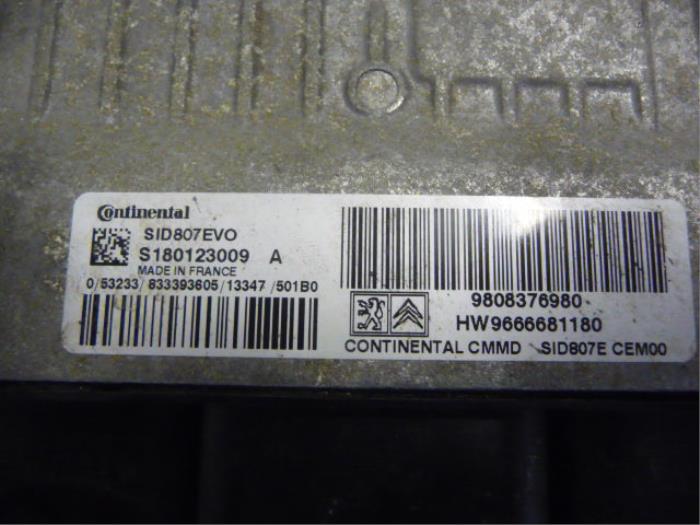 Continental
SID807EVO
S180123009 A
MADE IN FRANCE
0/53233/833393605/13347/501B0
9808376980
HW9666681180
CONTINENTAL CMMD SID807E CEM00